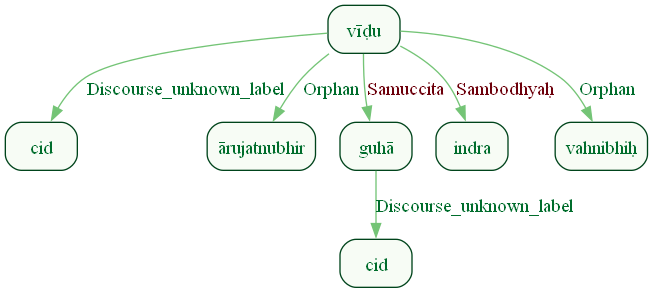 vīḍu
Discourse_unknown_label
Orphan
Samuccita
Sambodhyaḥ
Orphan
cid
ārujatnubhir
guhā
indra
vahnibhiḥ
Discourse_unknown_label
cid